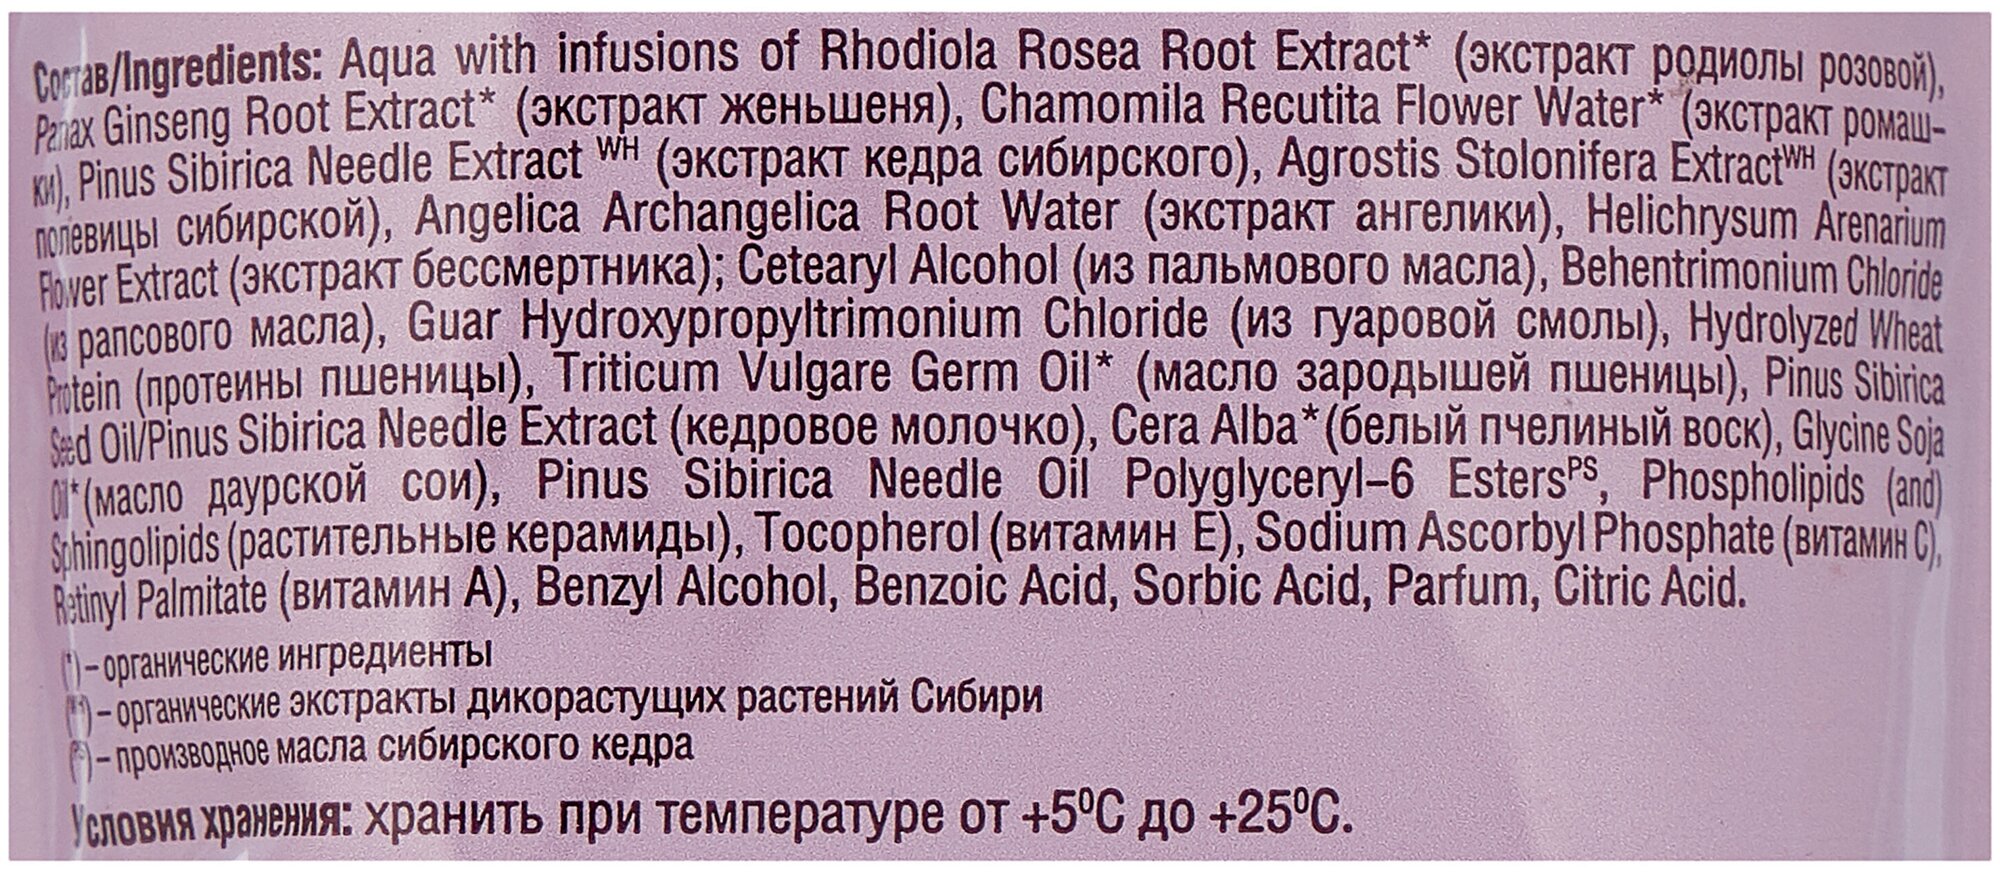 Состав/Ingredients: Aqua with infusions of Rhodiola Rosea Root Extract* (экстракт родиолы розовой),
Panax Ginseng Root Extract* (экстракт женьшеня), Chamomila Recutita Flower Water* (экстракт ромаш-
ки), Pinus Sibirica Needle Extract WH (экстракт кедра сибирского), Agrostis Stolonifera ExtractWH (экстракт
полевицы сибирской), Angelica Archangelica Root Water (экстракт ангелики), Helichrysum Arenarium
Flower Extract (экстракт бессмертника); Cetearyl Alcohol (из пальмового масла), Behentrimonium Chloride
(из рапсового масла), Guar Hydroxypropyltrimonium Chloride (из гуаровой смолы), Hydrolyzed Wheat
Protein (протеины пшеницы), Triticum Vulgare Germ Oil* (масло зародышей пшеницы), Pinus Sibirica
Seed Oil/Pinus Sibirica Needle Extract (кедровое молочко), Cera Alba*(белый пчелиный воск), Glycine Soja
Oil*(масло даурской сои), Pinus Sibirica Needle Oil Polyglyceryl–6 EstersPS, Phospholipids (and)
Sphingolipids (растительные керамиды), Tocopherol (витамин Е), Sodium Ascorbyl Phosphate (витамин С),
Retinyl Palmitate (витамин А), Benzyl Alcohol, Benzoic Acid, Sorbic Acid, Parfum, Citric Acid.
(*) – органические ингредиенты
– органические экстракты дикорастущих растений Сибири
– производное масла сибирского кедра
Условия хранения: хранить при температуре от +5⁰С до +25⁰С.